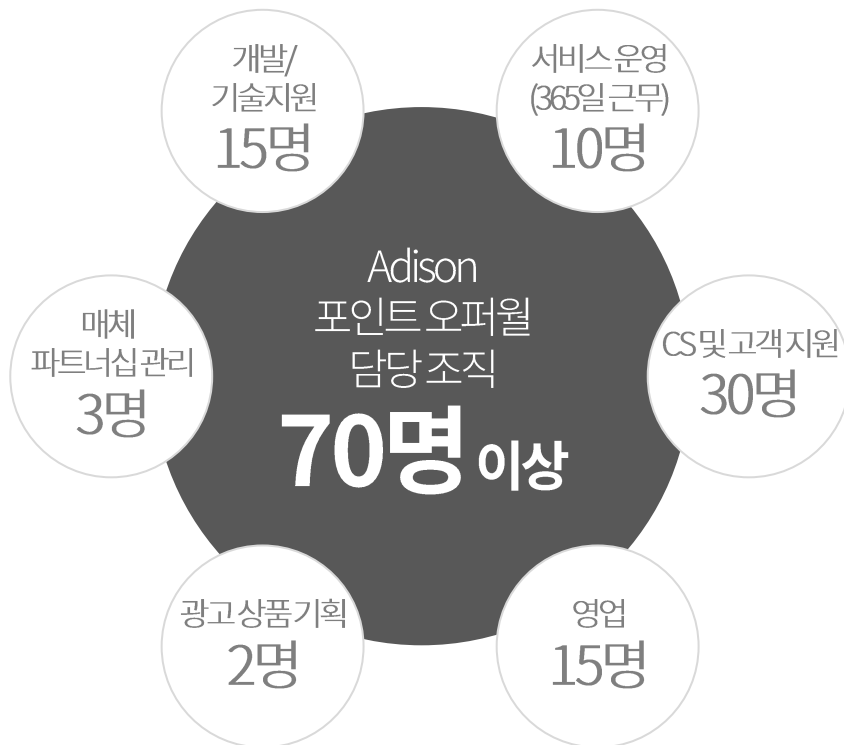 개발/
기술지원
15명
서비스 운영
(365일 근무)
10명
Adison
포인트 오퍼월
담당 조직
70명 이상
매체
파트너십 관리
3명
CS 및 고객 지원
30명
광고 상품 기획
2명
영업
15명